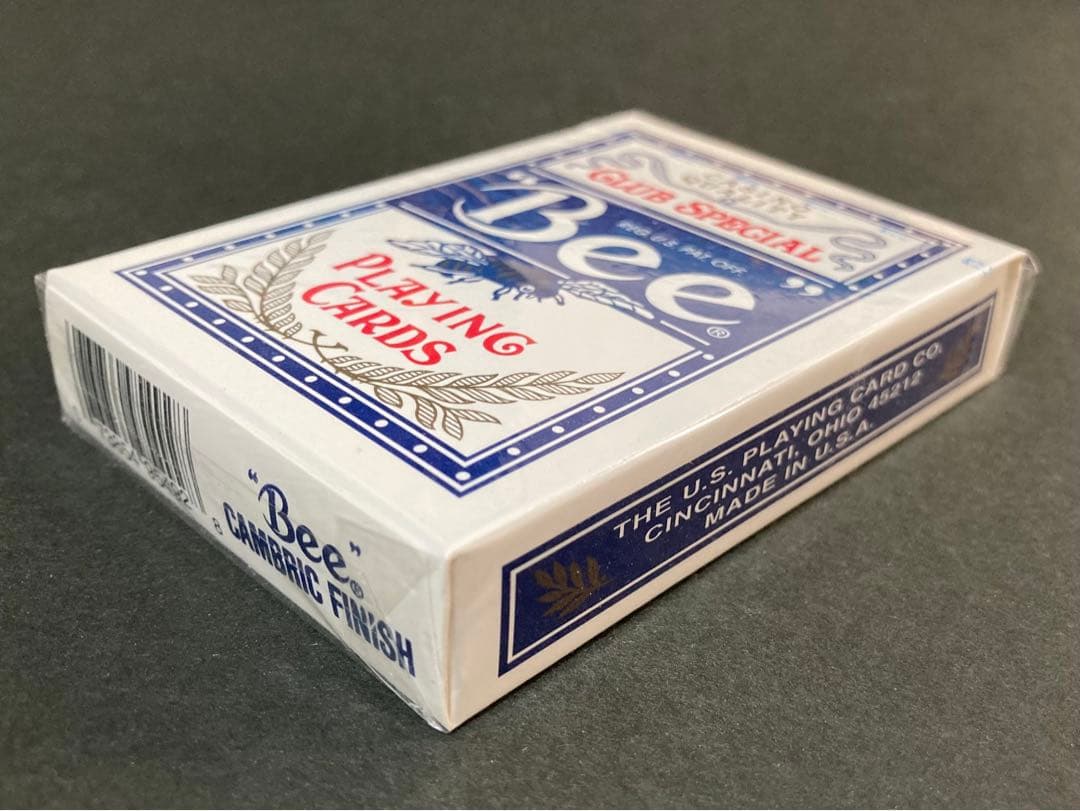 CLUB SPECIAL
"Bee"®
REG. U.S. PAT. OFF.
PLAYING
CARDS
"Bee"®
CAMBRIC FINISH
8
THE U.S. PLAYING CARD CO.
CINCINNATI, OHIO 45212
MADE IN U.S.A.